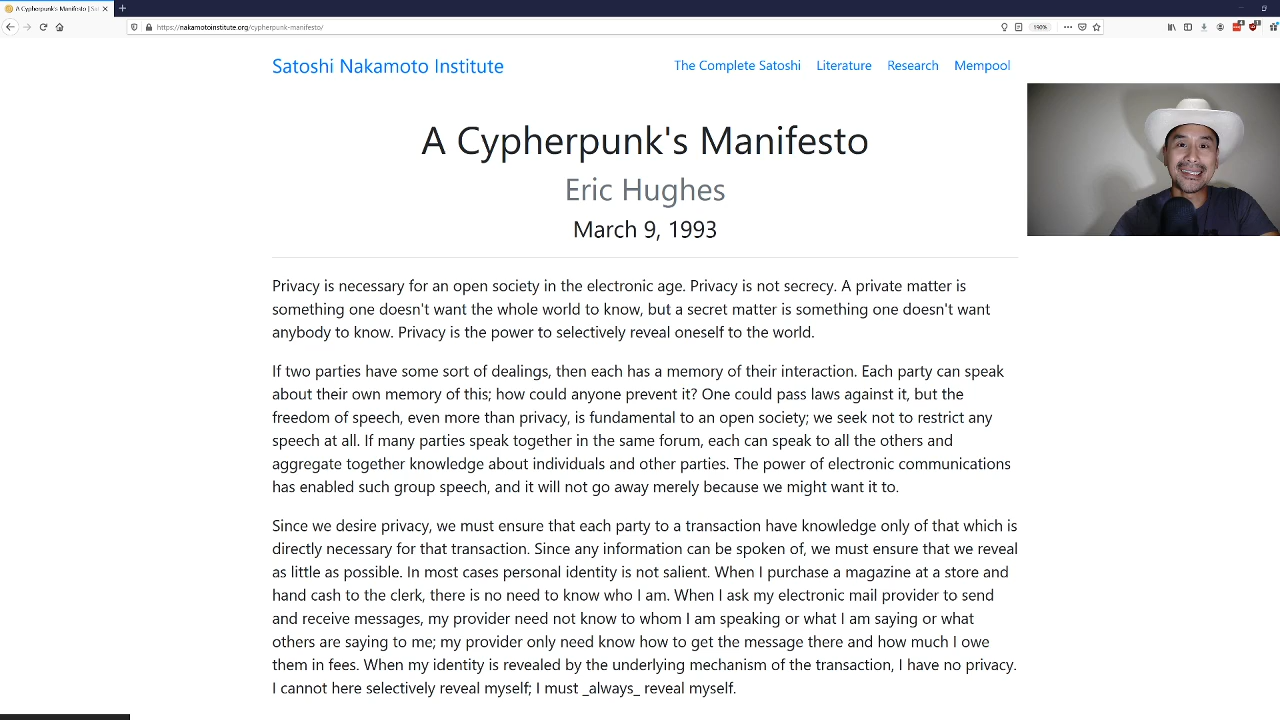 A Cypherpunk's Manifesto | Sat
https://nakamotoinstitute.org/cypherpunk-manifesto/
190%
Satoshi Nakamoto Institute
The Complete Satoshi
Literature
Research
Mempool
A Cypherpunk's Manifesto
Eric Hughes
March 9, 1993
Privacy is necessary for an open society in the electronic age. Privacy is not secrecy. A private matter is
something one doesn't want the whole world to know, but a secret matter is something one doesn't want
anybody to know. Privacy is the power to selectively reveal oneself to the world.
If two parties have some sort of dealings, then each has a memory of their interaction. Each party can speak
about their own memory of this; how could anyone prevent it? One could pass laws against it, but the
freedom of speech, even more than privacy, is fundamental to an open society; we seek not to restrict any
speech at all. If many parties speak together in the same forum, each can speak to all the others and
aggregate together knowledge about individuals and other parties. The power of electronic communications
has enabled such group speech, and it will not go away merely because we might want it to.
Since we desire privacy, we must ensure that each party to a transaction have knowledge only of that which is
directly necessary for that transaction. Since any information can be spoken of, we must ensure that we reveal
as little as possible. In most cases personal identity is not salient. When I purchase a magazine at a store and
hand cash to the clerk, there is no need to know who I am. When I ask my electronic mail provider to send
and receive messages, my provider need not know to whom I am speaking or what I am saying or what
others are saying to me; my provider only need know how to get the message there and how much I owe
them in fees. When my identity is revealed by the underlying mechanism of the transaction, I have no privacy.
I cannot here selectively reveal myself; I must _always_ reveal myself.